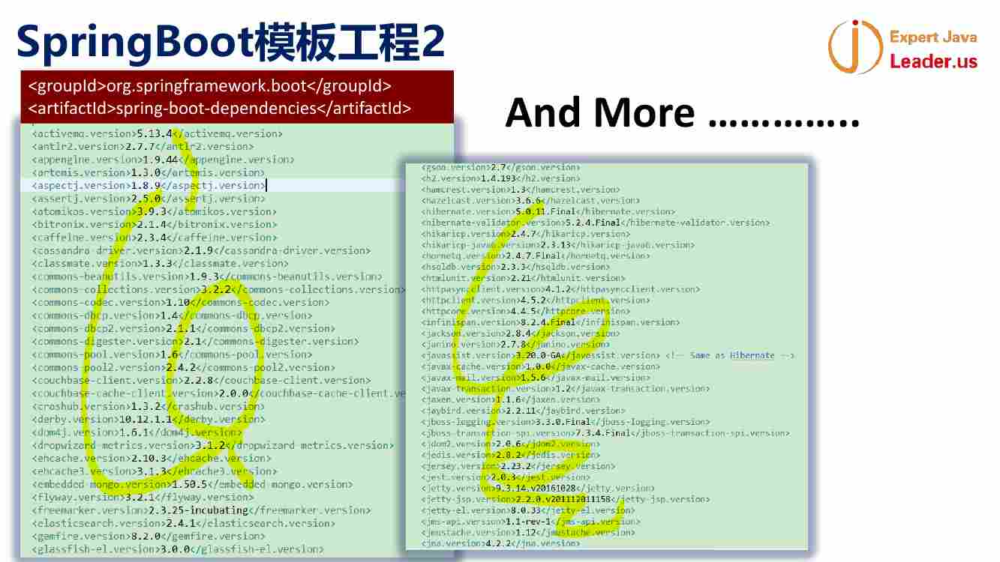 SpringBoot模板工程2
Expert Java
Leader.us
<groupId>org.springframework.boot</groupId>
<artifactId>spring-boot-dependencies</artifactId>
And More …………..
<activemq.version>5.13.4</activemq.version>
<antlr2.version>2.7.7</antlr2.version>
<appengine.version>1.9.44</appengine.version>
<artemis.version>1.3.0</artemis.version>
<aspectj.version>1.8.9</aspectj.version>
<assertj.version>2.5.0</assertj.version>
<atomikos.version>3.9.3</atomikos.version>
<bitronix.version>2.1.4</bitronix.version>
<caffeine.version>2.3.4</caffeine.version>
<cassandra-driver.version>2.1.9</cassandra-driver.version>
<classmate.version>1.3.3</classmate.version>
<commons-beanutils.version>1.9.3</commons-beanutils.version>
<commons-collections.version>3.2.2</commons-collections.version>
<commons-codec.version>1.10</commons-codec.version>
<commons-dbcp.version>1.4</commons-dbcp.version>
<commons-dbcp2.version>2.1.1</commons-dbcp2.version>
<commons-digester.version>2.1</commons-digester.version>
<commons-pool.version>1.6</commons-pool.version>
<commons-pool2.version>2.4.2</commons-pool2.version>
<couchbase-client.version>2.2.8</couchbase-client.version>
<couchbase-cache-client.version>2.0.0</couchbase-cache-client.ve
<crashub.version>1.3.2</crashub.version>
<derby.version>10.12.1.1</derby.version>
<dom4j.version>1.6.1</dom4j.version>
<dropwizard-metrics.version>3.1.2</dropwizard-metrics.version>
<ehcache.version>2.10.3</ehcache.version>
<ehcache3.version>3.1.3</ehcache3.version>
<embedded-mongo.version>1.50.5</embedded-mongo.version>
<flyway.version>3.2.1</flyway.version>
<freemarker.version>2.3.25-incubating</freemarker.version>
<elasticsearch.version>2.4.1</elasticsearch.version>
<gemfire.version>8.2.0</gemfire.version>
<glassfish-el.version>3.0.0</glassfish-el.version>
<gson.version>2.7</gson.version>
<h2.version>1.4.193</h2.version>
<hamcrest.version>1.3</hamcrest.version>
<hazelcast.version>3.6.6</hazelcast.version>
<hibernate.version>5.0.11.Final</hibernate.version>
<hibernate-validator.version>5.2.4.Final</hibernate-validator.version>
<hikaricp.version>2.4.7</hikaricp.version>
<hikaricp-java6.version>2.3.13</hikaricp-java6.version>
<hornetq.version>2.4.7.Final</hornetq.version>
<hsqldb.version>2.3.3</hsqldb.version>
<htmlunit.version>2.21</htmlunit.version>
<httpasyncclient.version>4.1.2</httpasyncclient.version>
<httpclient.version>4.5.2</httpclient.version>
<httpcore.version>4.4.5</httpcore.version>
<infinispan.version>8.2.4.Final</infinispan.version>
<jackson.version>2.8.4</jackson.version>
<janino.version>2.7.8</janino.version>
<javassist.version>3.20.0-GA</javassist.version> <!-- Same as Hibernate -->
<javax-cache.version>1.0.0</javax-cache.version>
<javax-mail.version>1.5.6</javax-mail.version>
<javax-transaction.version>1.2</javax-transaction.version>
<jaxen.version>1.1.6</jaxen.version>
<jaybird.version>2.2.11</jaybird.version>
<jboss-logging.version>3.3.0.Final</jboss-logging.version>
<jboss-transaction-spi.version>7.3.4.Final</jboss-transaction-spi.version>
<jdom2.version>2.0.6</jdom2.version>
<jedis.version>2.8.2</jedis.version>
<jersey.version>2.23.2</jersey.version>
<jest.version>2.0.3</jest.version>
<jetty.version>9.3.14.v20161028</jetty.version>
<jetty-jsp.version>2.2.0.v201112011158</jetty-jsp.version>
<jetty-el.version>8.0.33</jetty-el.version>
<jms-api.version>1.1-rev-1</jms-api.version>
<jmustache.version>1.12</jmustache.version>
<jna.version>4.2.2</jna.version>